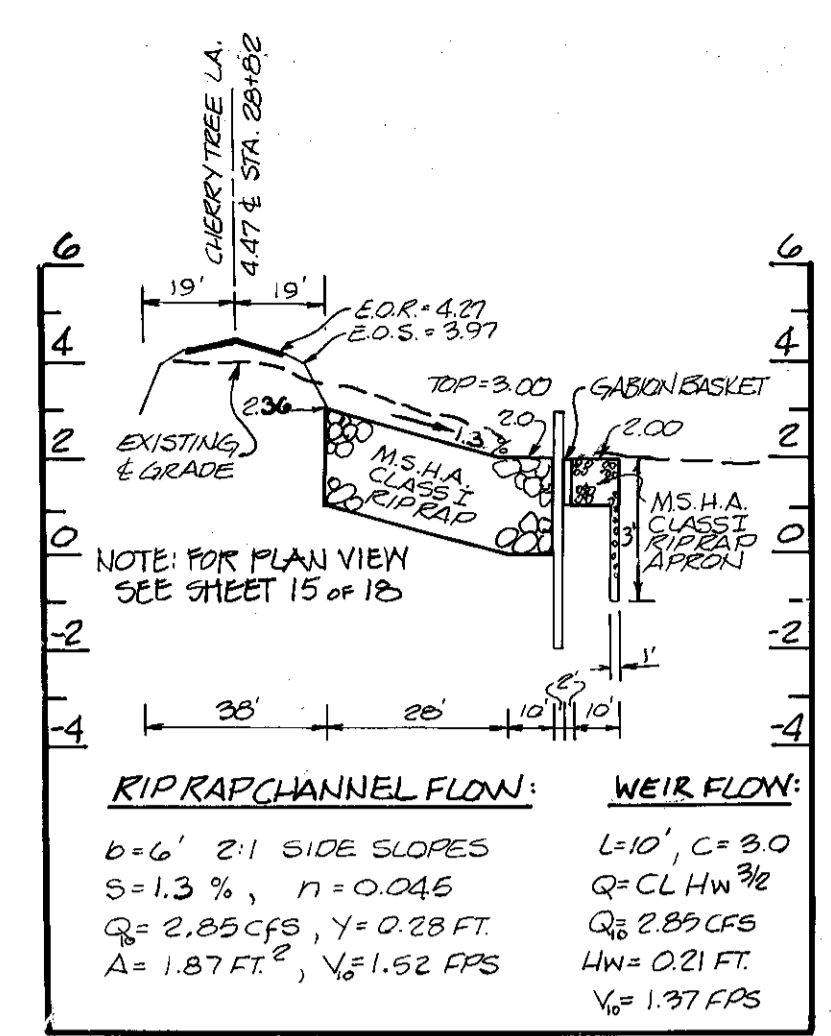 CHERRY TREE LA.
4.47 ℄ STA. 28+82
6
6
19'
19'
E.O.R. = 4.27
E.O.S. = 3.97
4
4
TOP=3.00
GABION BASKET
2.36
1.3
2.0
2.00
2
2
EXISTING
℄ GRADE
M.S.H.A.
CLASS I
RIPRAP
M.S.H.A.
CLASS I
RIPRAP
APRON
3'
0
0
NOTE: FOR PLAN VIEW
SEE SHEET 15 OF 18
-2
-2
1'
2'
38'
28'
10'
10'
-4
-4
RIP RAP CHANNEL FLOW:
b=6' 2:1 SIDE SLOPES
S=1.3 %, n=0.045
Q10= 2.85 CfS, Y=0.28 FT.
A= 1.87 FT.², V10=1.52 FPS
WEIR FLOW:
L=10', C=3.0
Q=CL HW 3/2
Q10= 2.85 CFS
HW= 0.21 FT.
V10= 1.37 FPS